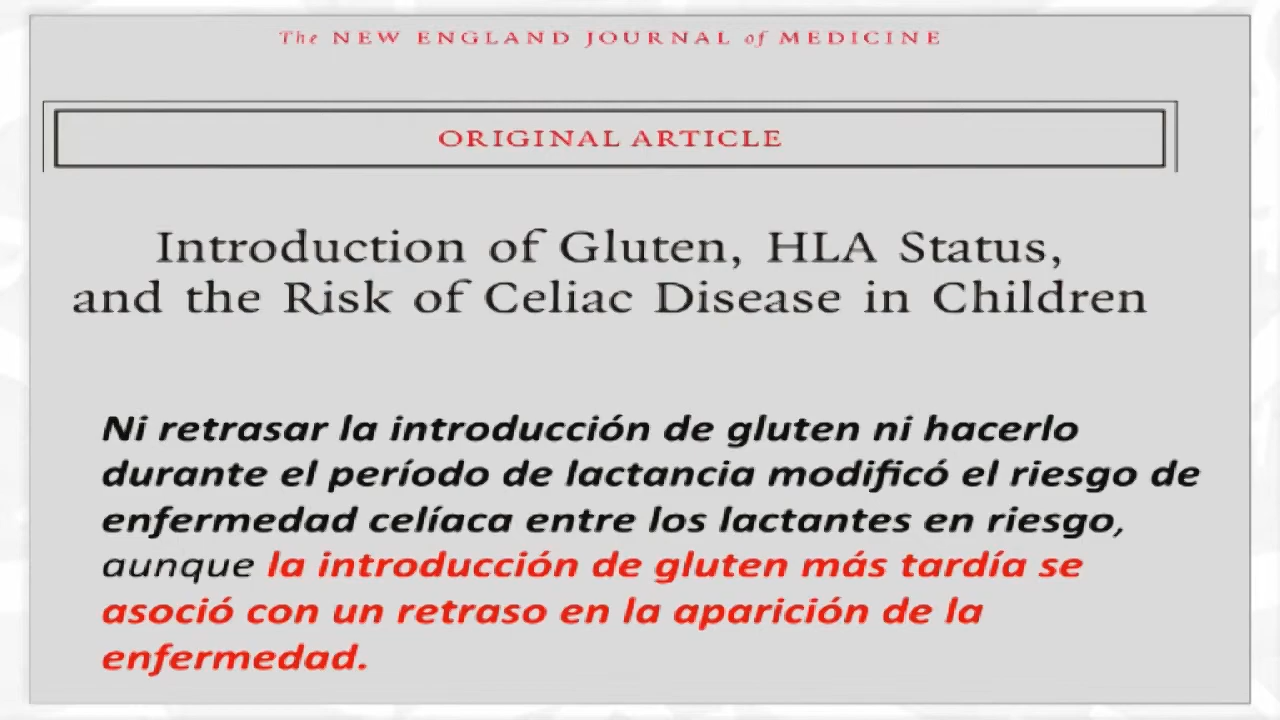 The NEW ENGLAND JOURNAL of MEDICINE
ORIGINAL ARTICLE
Introduction of Gluten, HLA Status,
and the Risk of Celiac Disease in Children
Ni retrasar la introducción de gluten ni hacerlo
durante el período de lactancia modificó el riesgo de
enfermedad celíaca entre los lactantes en riesgo,
aunque la introducción de gluten más tardía se
asoció con un retraso en la aparición de la
enfermedad.